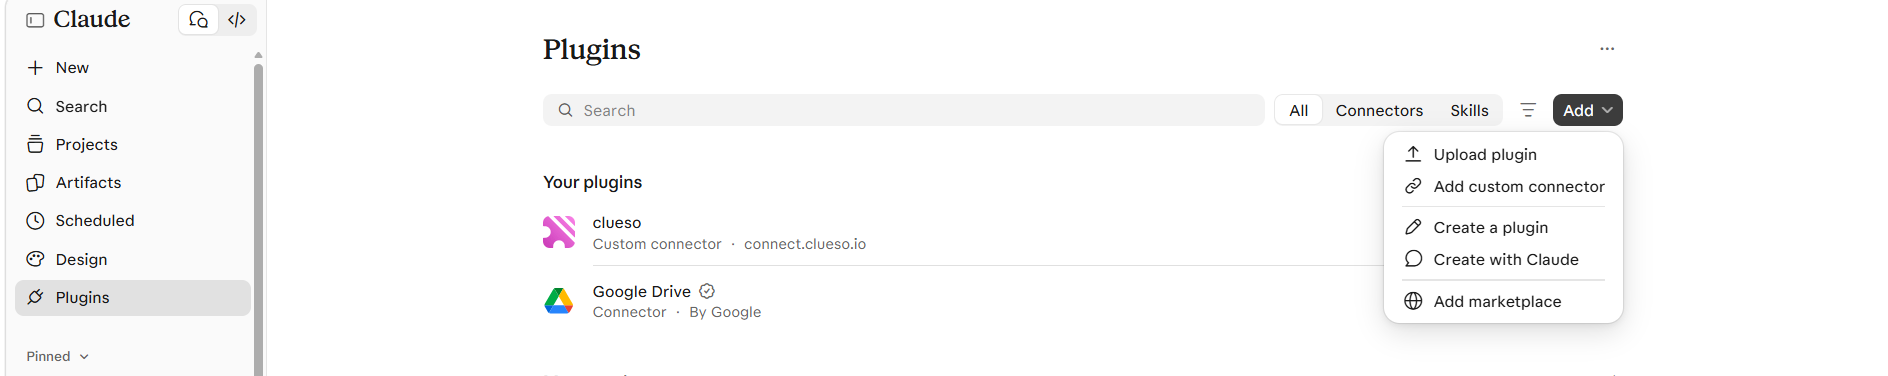 Claude
New
Search
Projects
Artifacts
Scheduled
Design
Plugins
Pinned
Plugins
Search
All Connectors Skills
Add
Upload plugin
Add custom connector
Create a plugin
Create with Claude
Add marketplace
Your plugins
clueso
Custom connector · connect.clueso.io
Google Drive
Connector · By Google